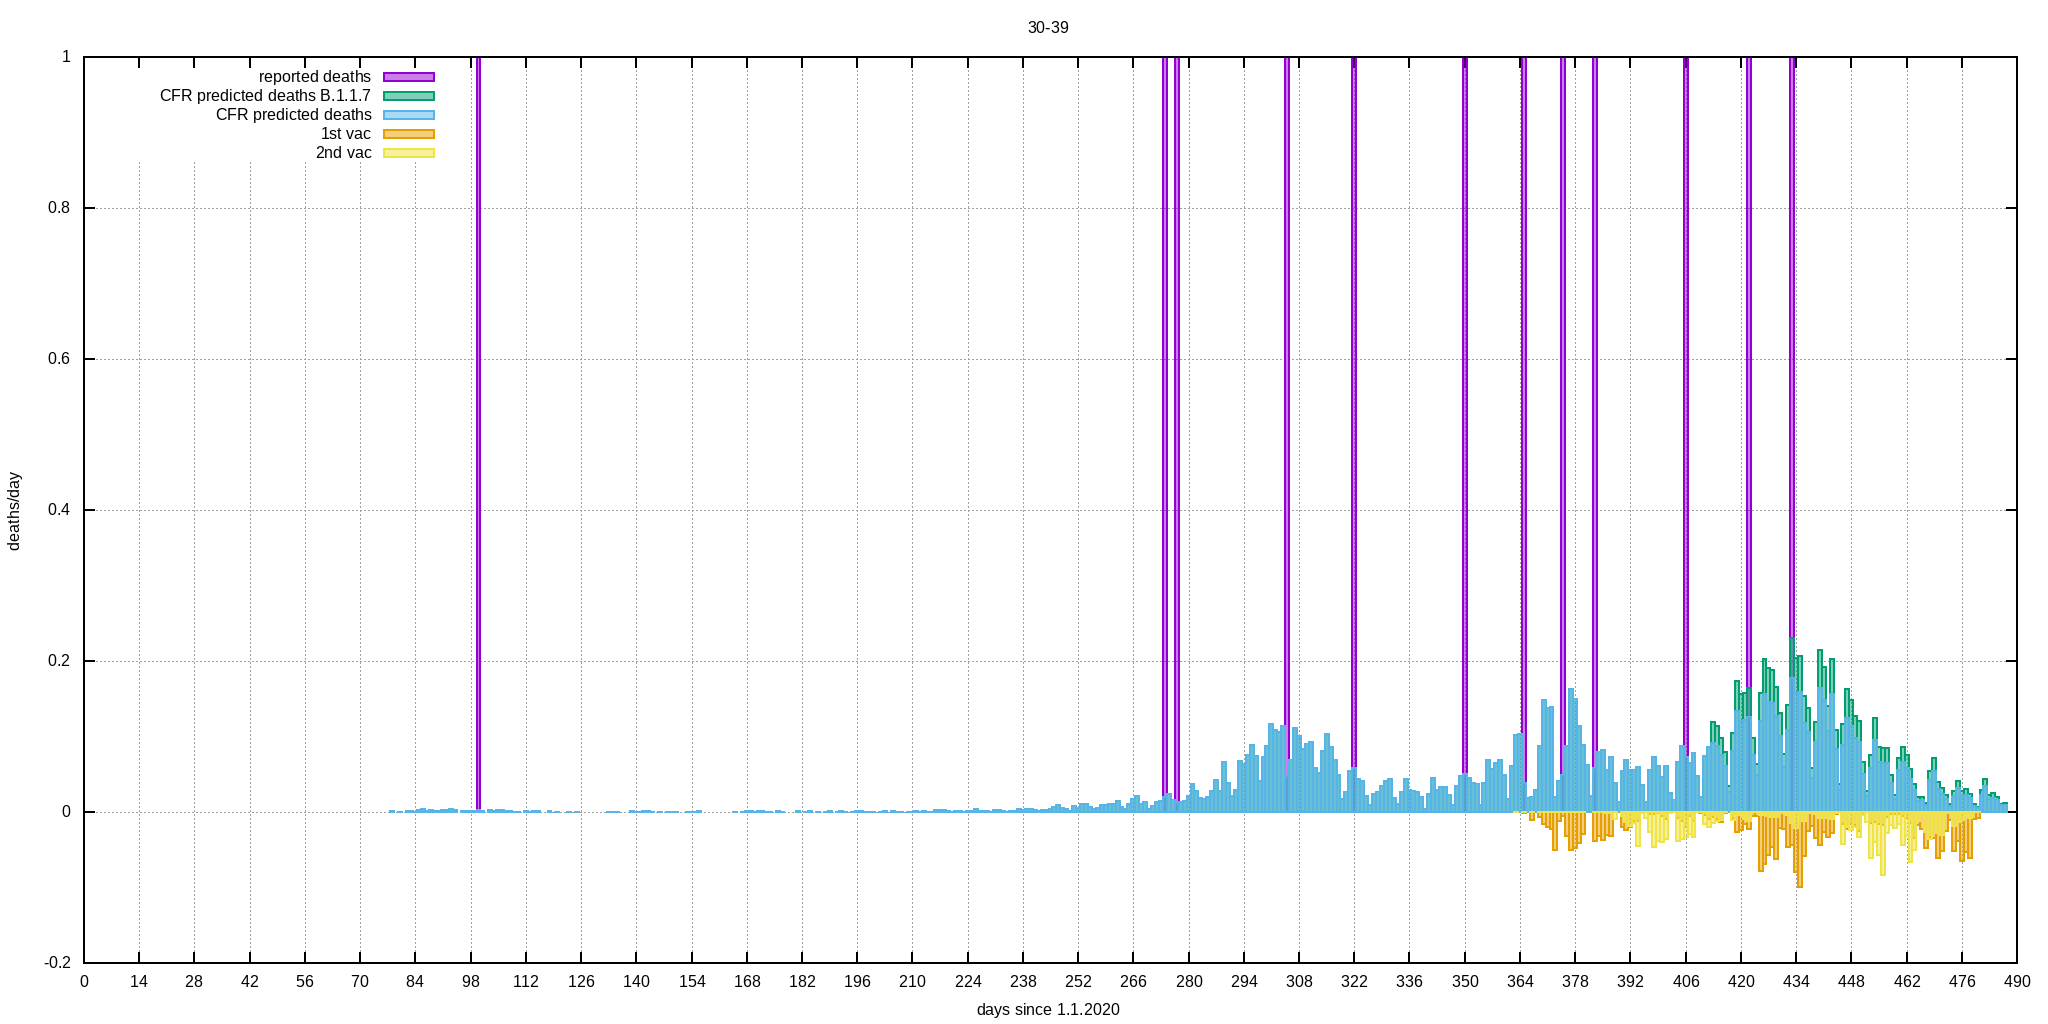 30-39
1
reported deaths
CFR predicted deaths B.1.1.7
CFR predicted deaths
1st vac
2nd vac
0.8
0.6
0.4
0.2
0
-0.2
deaths/day
0 14 28 42 56 70 84 98 112 126 140 154 168 182 196 210 224 238 252 266 280 294 308 322 336 350 364 378 392 406 420 434 448 462 476 490
days since 1.1.2020